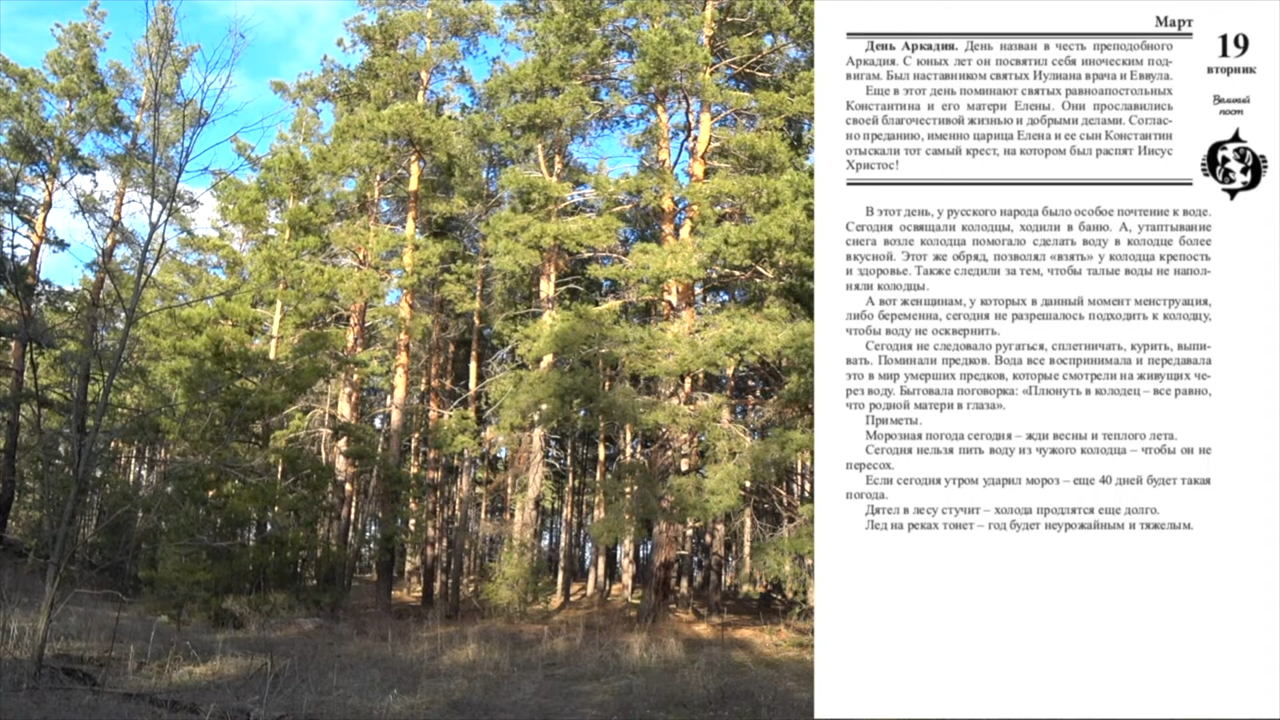 Март
19
вторник
Великий
пост
День Аркадия. День назван в честь преподобного
Аркадия. С юных лет он посвятил себя иноческим под-
вигам. Был наставником святых Иулиана врача и Еввула.
Еще в этот день поминают святых равноапостольных
Константина и его матери Елены. Они прославились
своей благочестивой жизнью и добрыми делами. Соглас-
но преданию, именно царица Елена и ее сын Константин
отыскали тот самый крест, на котором был распят Иисус
Христос!
В этот день, у русского народа было особое почтение к воде.
Сегодня освящали колодцы, ходили в баню. А, утаптывание
снега возле колодца помогало сделать воду в колодце более
вкусной. Этот же обряд, позволял «взять» у колодца крепость
и здоровье. Также следили за тем, чтобы талые воды не напол-
няли колодцы.
А вот женщинам, у которых в данный момент менструация,
либо беременна, сегодня не разрешалось подходить к колодцу,
чтобы воду не осквернить.
Сегодня не следовало ругаться, сплетничать, курить, выпи-
вать. Поминали предков. Вода все воспринимала и передавала
это в мир умерших предков, которые смотрели на живущих че-
рез воду. Бытовала поговорка: «Плюнуть в колодец – все равно,
что родной матери в глаза».
Приметы.
Морозная погода сегодня – жди весны и теплого лета.
Сегодня нельзя пить воду из чужого колодца – чтобы он не
пересох.
Если сегодня утром ударил мороз – еще 40 дней будет такая
погода.
Дятел в лесу стучит – холода продлятся еще долго.
Лед на реках тонет – год будет неурожайным и тяжелым.